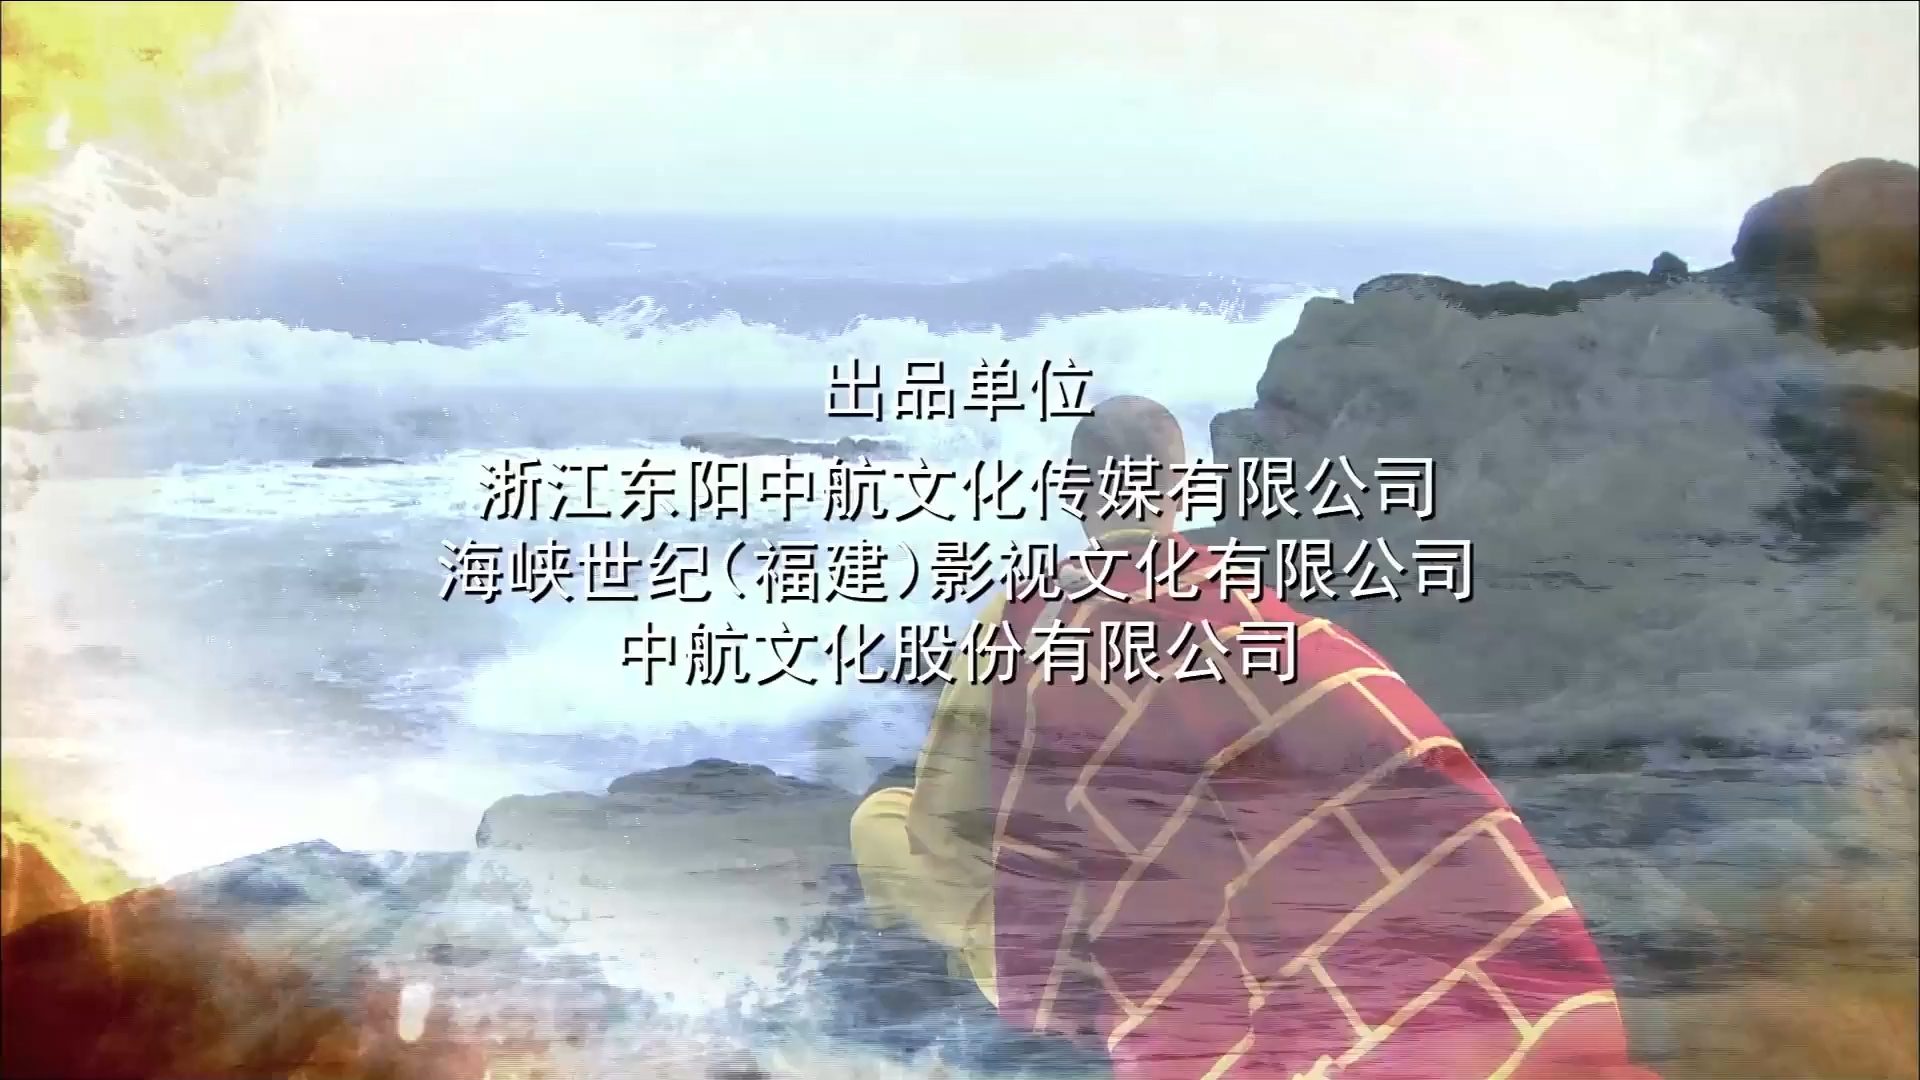 出品单位
浙江东阳中航文化传媒有限公司
海峡世纪(福建)影视文化有限公司
中航文化股份有限公司